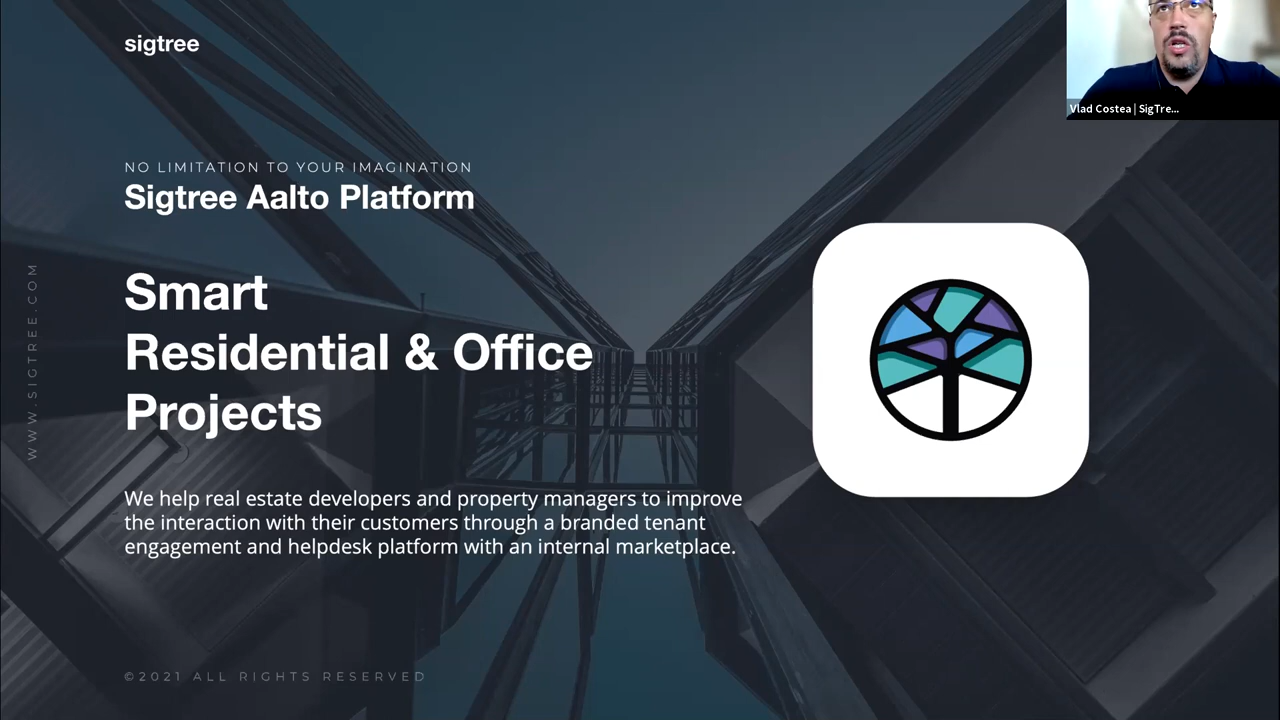 sigtree
Vlad Costea | SigTre...
NO LIMITATION TO YOUR IMAGINATION
Sigtree Aalto Platform
Smart
Residential & Office
Projects
WWW.SIGTREE.COM
We help real estate developers and property managers to improve
the interaction with their customers through a branded tenant
engagement and helpdesk platform with an internal marketplace.
©2021 ALL RIGHTS RESERVED